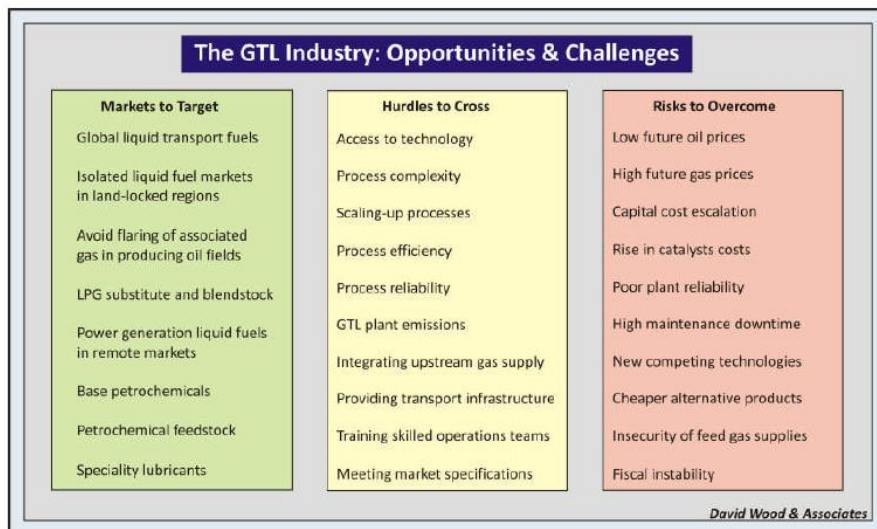 The GTL Industry: Opportunities & Challenges
Markets to Target
Global liquid transport fuels
Isolated liquid fuel markets
in land-locked regions
Avoid flaring of associated
gas in producing oil fields
LPG substitute and blendstock
Power generation liquid fuels
in remote markets
Base petrochemicals
Petrochemical feedstock
Speciality lubricants
Hurdles to Cross
Access to technology
Process complexity
Scaling-up processes
Process efficiency
Process reliability
GTL plant emissions
Integrating upstream gas supply
Providing transport infrastructure
Training skilled operations teams
Meeting market specifications
Risks to Overcome
Low future oil prices
High future gas prices
Capital cost escalation
Rise in catalysts costs
Poor plant reliability
High maintenance downtime
New competing technologies
Cheaper alternative products
Insecurity of feed gas supplies
Fiscal instability
David Wood & Associates